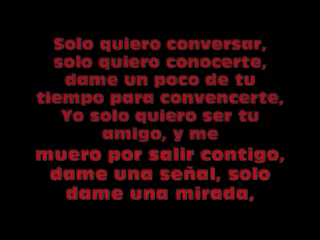 Solo quiero conversar,
solo quiero conocerte,
dame un poco de tu
tiempo para convencerte,
Yo solo quiero ser tu
amigo, y me
muero por salir contigo,
dame una señal, solo
dame una mirada,